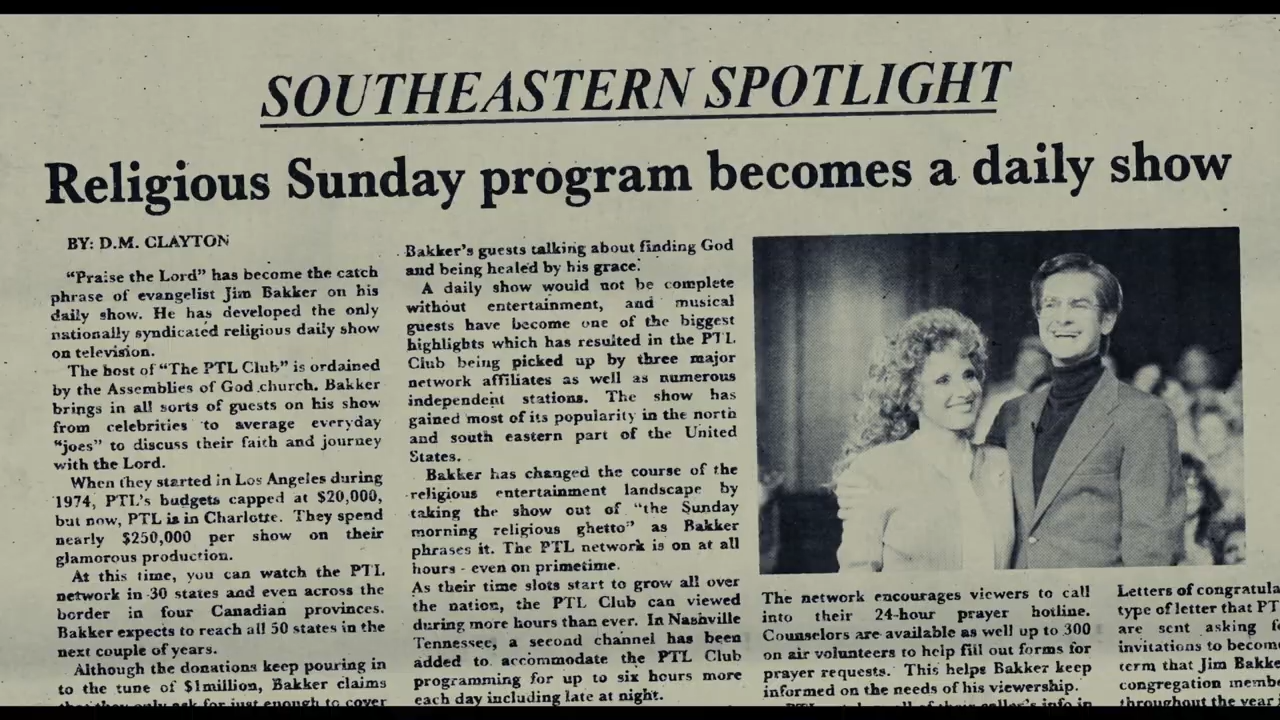 SOUTHEASTERN SPOTLIGHT
Religious Sunday program becomes a daily show
BY: D.M. CLAYTON
"Praise the Lord" has become the catch
phrase of evangelist Jim Bakker on his
daily show. He has developed the only
nationally syndicated religious daily show
on television.
The host of "The PTL Club" is ordained
by the Assemblies of God church. Bakker
brings in all sorts of guests on his show
from celebrities to average everyday
"joes" to discuss their faith and journey
with the Lord.
When they started in Los Angeles during
1974, PTL's budgets capped at $20,000,
but now, PTL is in Charlotte. They spend
nearly $250,000 per show on their
glamorous production.
At this time, you can watch the PTL
network in 30 states and even across the
border in four Canadian provinces.
Bakker expects to reach all 50 states in the
next couple of years.
Although the donations keep pouring in
to the tune of $1million, Bakker claims
that they only ask for just enough to cover
Bakker's guests talking about finding God
and being healed by his grace.
A daily show would not be complete
without entertainment, and musical
guests have become one of the biggest
highlights which has resulted in the PTL
Club being picked up by three major
network affiliates as well as numerous
independent stations. The show has
gained most of its popularity in the north
and south eastern part of the United
States.
Bakker has changed the course of the
religious entertainment landscape by
taking the show out of "the Sunday
morning religious ghetto" as Bakker
phrases it. The PTL network is on at all
hours - even on primetime.
As their time slots start to grow all over
the nation, the PTL Club can viewed
during more hours than ever. In Nashville
Tennessee, a second channel has been
added to accommodate the PTL Club
programming for up to six hours more
each day including late at night.
The network encourages viewers to call
into their 24-hour prayer hotline.
Counselors are available as well up to 300
on air volunteers to help fill out forms for
prayer requests. This helps Bakker keep
informed on the needs of his viewership.
Letters of congratula
type of letter that PT
are sent asking f
invitations to becom
term that Jim Bakke
congregation membe
throughout the year